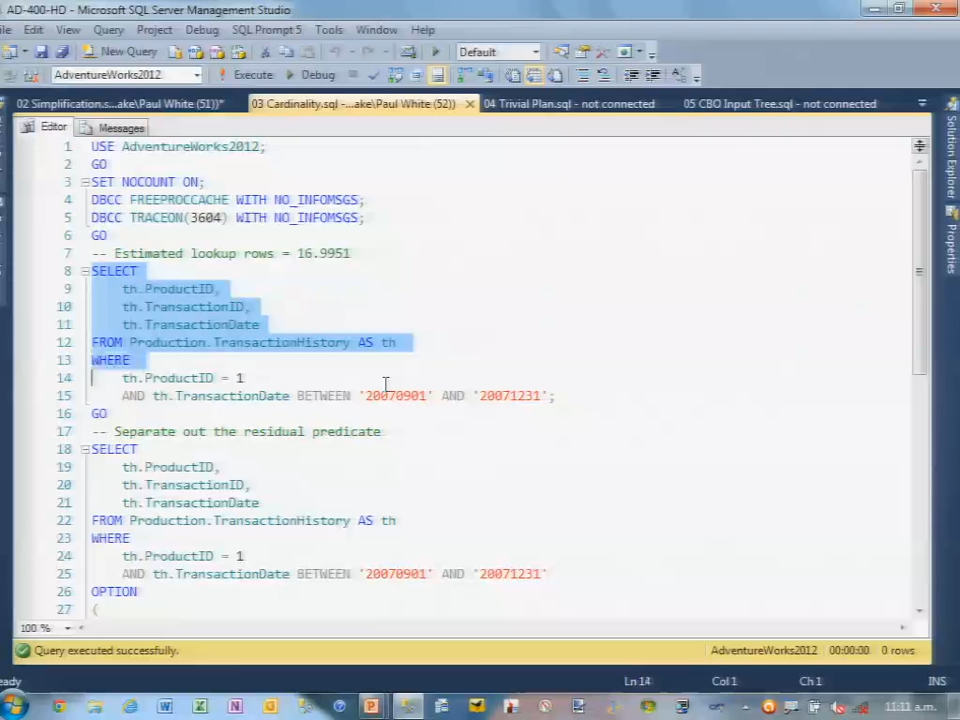 AD-400-HD - Microsoft SQL Server Management Studio
Edit View Query Project Debug SQL Prompt 5 Tools Window Help
New Query Default
AdventureWorks2012 Execute Debug
02 Simplification.s...ake\Paul White (51))* 03 Cardinality.sql -...ake\Paul White (52)) 04 Trivial Plan.sql - not connected 05 CBO Input Tree.sql - not connected
Editor Messages
1 USE AdventureWorks2012;
2 GO
3 SET NOCOUNT ON;
4 DBCC FREEPROCCACHE WITH NO_INFOMSGS;
5 DBCC TRACEON(3604) WITH NO_INFOMSGS;
6 GO
7 -- Estimated lookup rows = 16.9951
8 SELECT
9 th.ProductID,
10 th.TransactionID,
11 th.TransactionDate
12 FROM Production.TransactionHistory AS th
13 WHERE
14 th.ProductID = 1
15 AND th.TransactionDate BETWEEN '20070901' AND '20071231';
16 GO
17 -- Separate out the residual predicate
18 SELECT
19 th.ProductID,
20 th.TransactionID,
21 th.TransactionDate
22 FROM Production.TransactionHistory AS th
23 WHERE
24 th.ProductID = 1
25 AND th.TransactionDate BETWEEN '20070901' AND '20071231'
26 OPTION
27 (
100 %
Query executed successfully. AdventureWorks2012 00:00:00 0 rows
eady Ln 14 Col 1 Ch 1 INS
11:11 a.m.
Solution Explorer
Properties